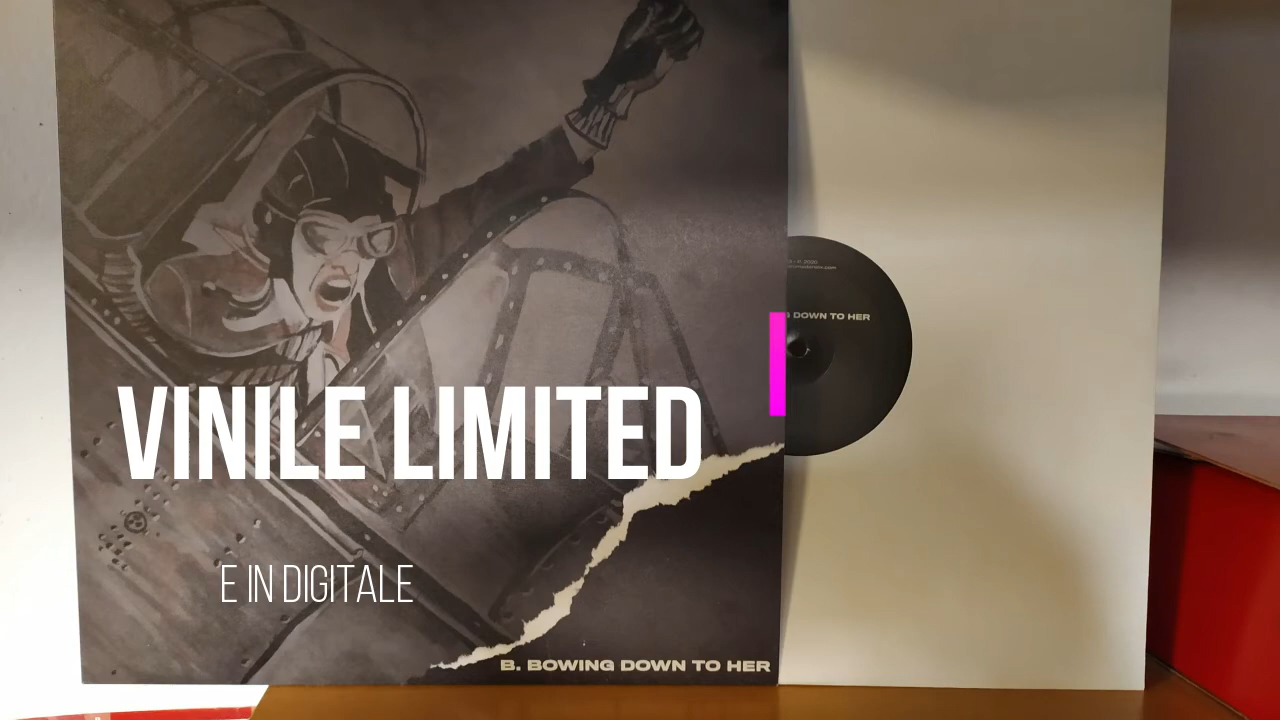 G DOWN TO HER
VINILE LIMITED
E IN DIGITALE
B. BOWING DOWN TO HER